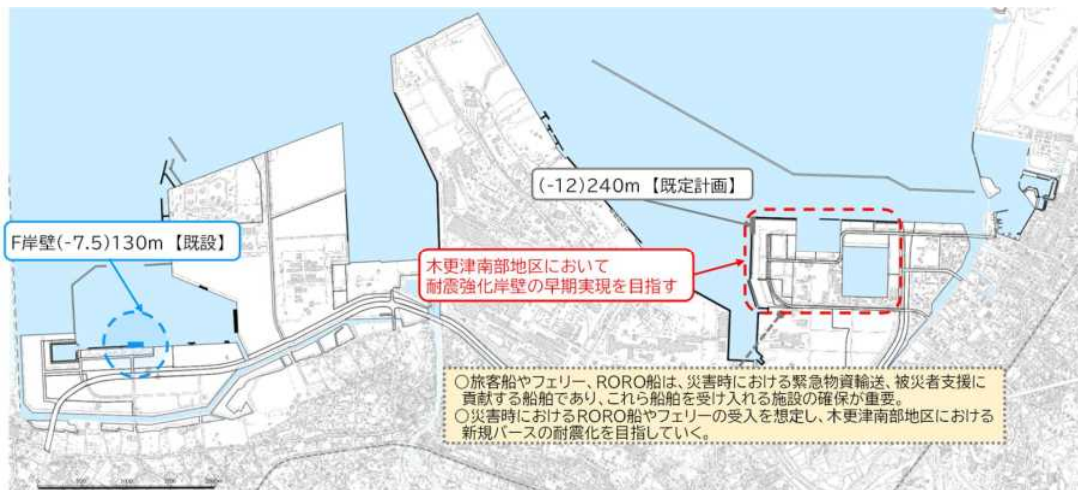 (-12)240m 【既定計画】
F岸壁(-7.5)130m 【既設】
木更津南部地区において
耐震強化岸壁の早期実現を目指す
○旅客船やフェリー、RORO船は、災害時における緊急物資輸送、被災者支援に
貢献する船舶であり、これら船舶を受け入れる施設の確保が重要。
○災害時におけるRORO船やフェリーの受入を想定し、木更津南部地区における
新規バースの耐震化を目指していく。